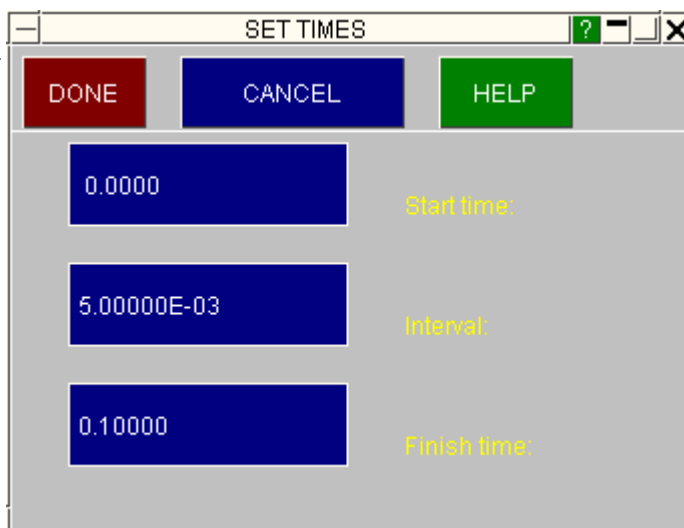 SET TIMES ?
DONE CANCEL HELP
0.0000 Start time:
5.00000E-03 Interval:
0.10000 Finish time: